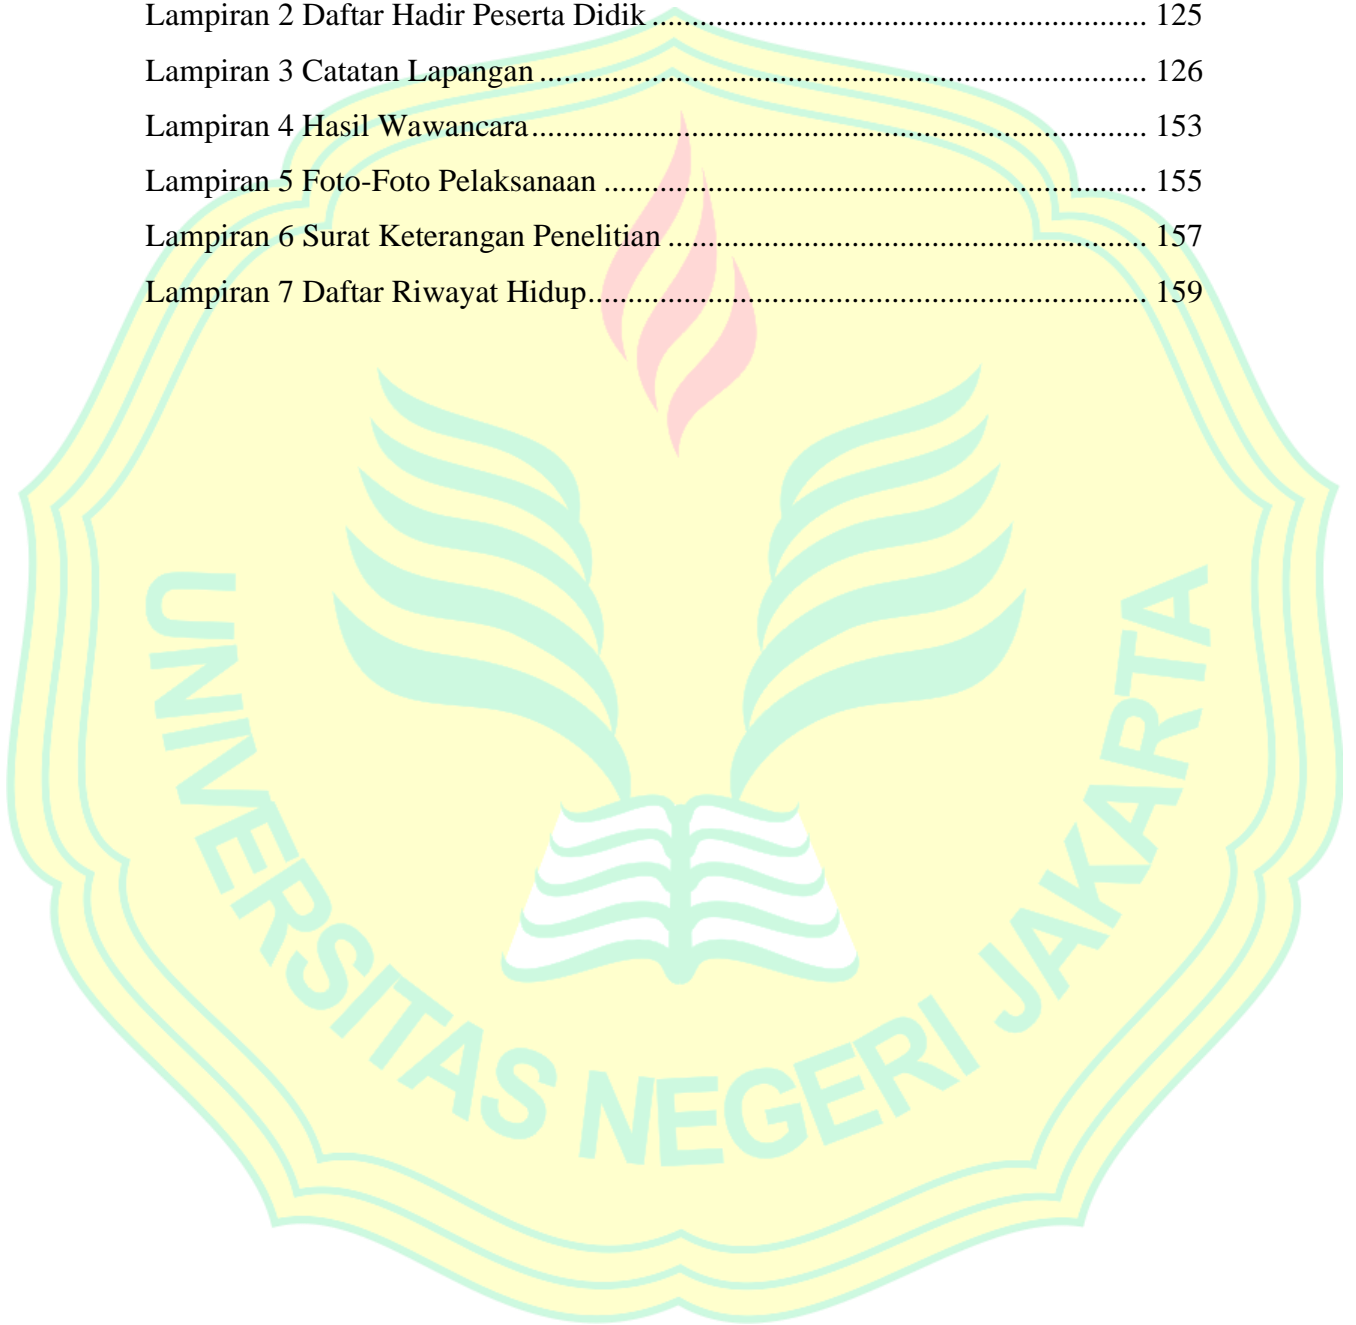 Lampiran 2 Daftar Hadir Peserta Didik ............................................................. 125
Lampiran 3 Catatan Lapangan ........................................................................... 126
Lampiran 4 Hasil Wawancara ............................................................................ 153
Lampiran 5 Foto-Foto Pelaksanaan ................................................................... 155
Lampiran 6 Surat Keterangan Penelitian ........................................................... 157
Lampiran 7 Daftar Riwayat Hidup ..................................................................... 159
UNIVERSITAS NEGERI JAKARTA